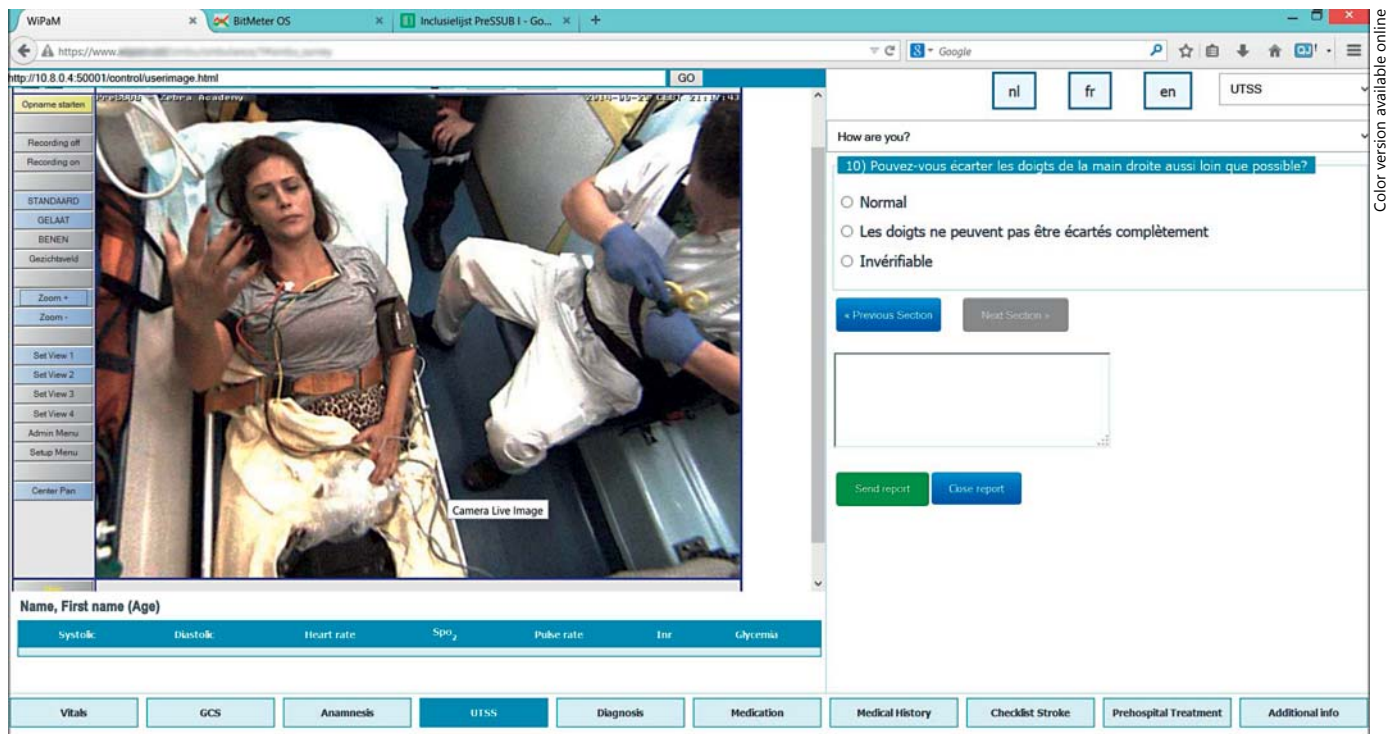 WiPaM
BitMeter OS
Inclusielijst PreSSUB I - Go...
https://www.
Google
http://10.8.0.4:50001/control/userimage.html
GO
nl
fr
en
UTSS
Opname starten
PreSSUB - Zebra Academy
Recording off
Recording on
STANDAARD
GELAAT
BENEN
Gezichtsveld
Zoom +
Zoom -
Set View 1
Set View 2
Set View 3
Set View 4
Admin Menu
Setup Menu
Center Pan
Camera Live Image
How are you?
10) Pouvez-vous écarter les doigts de la main droite aussi loin que possible?
Normal
Les doigts ne peuvent pas être écartés complètement
Invérifiable
« Previous Section
Next Section »
Send report
Close report
Name, First name (Age)
Systolic Diastolic Heart rate Spo2 Pulse rate Inr Glycemia
Vitals GCS Anamnesis UTSS Diagnosis Medication Medical History Checklist Stroke Prehospital Treatment Additional info
Color version available online